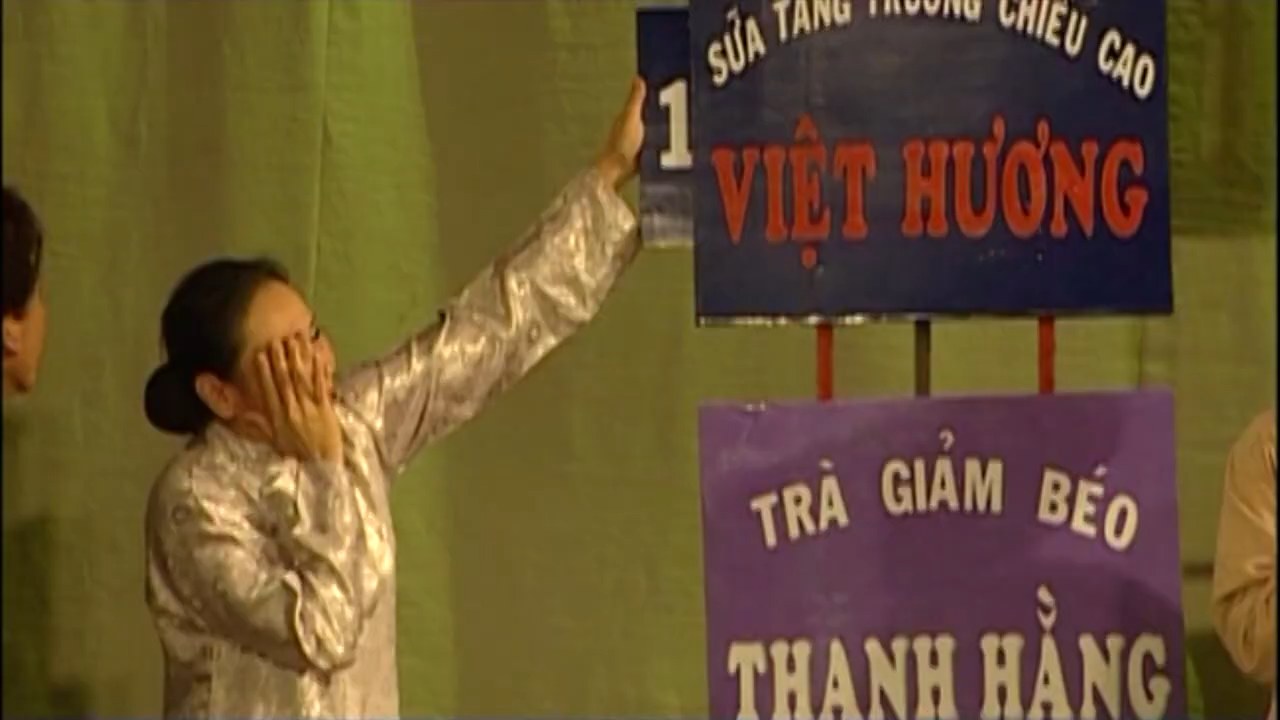 SỮA TĂNG TRƯỞNG CHIỀU CAO
1
VIỆT HƯƠNG
TRÀ GIẢM BÉO
THANH HẰNG